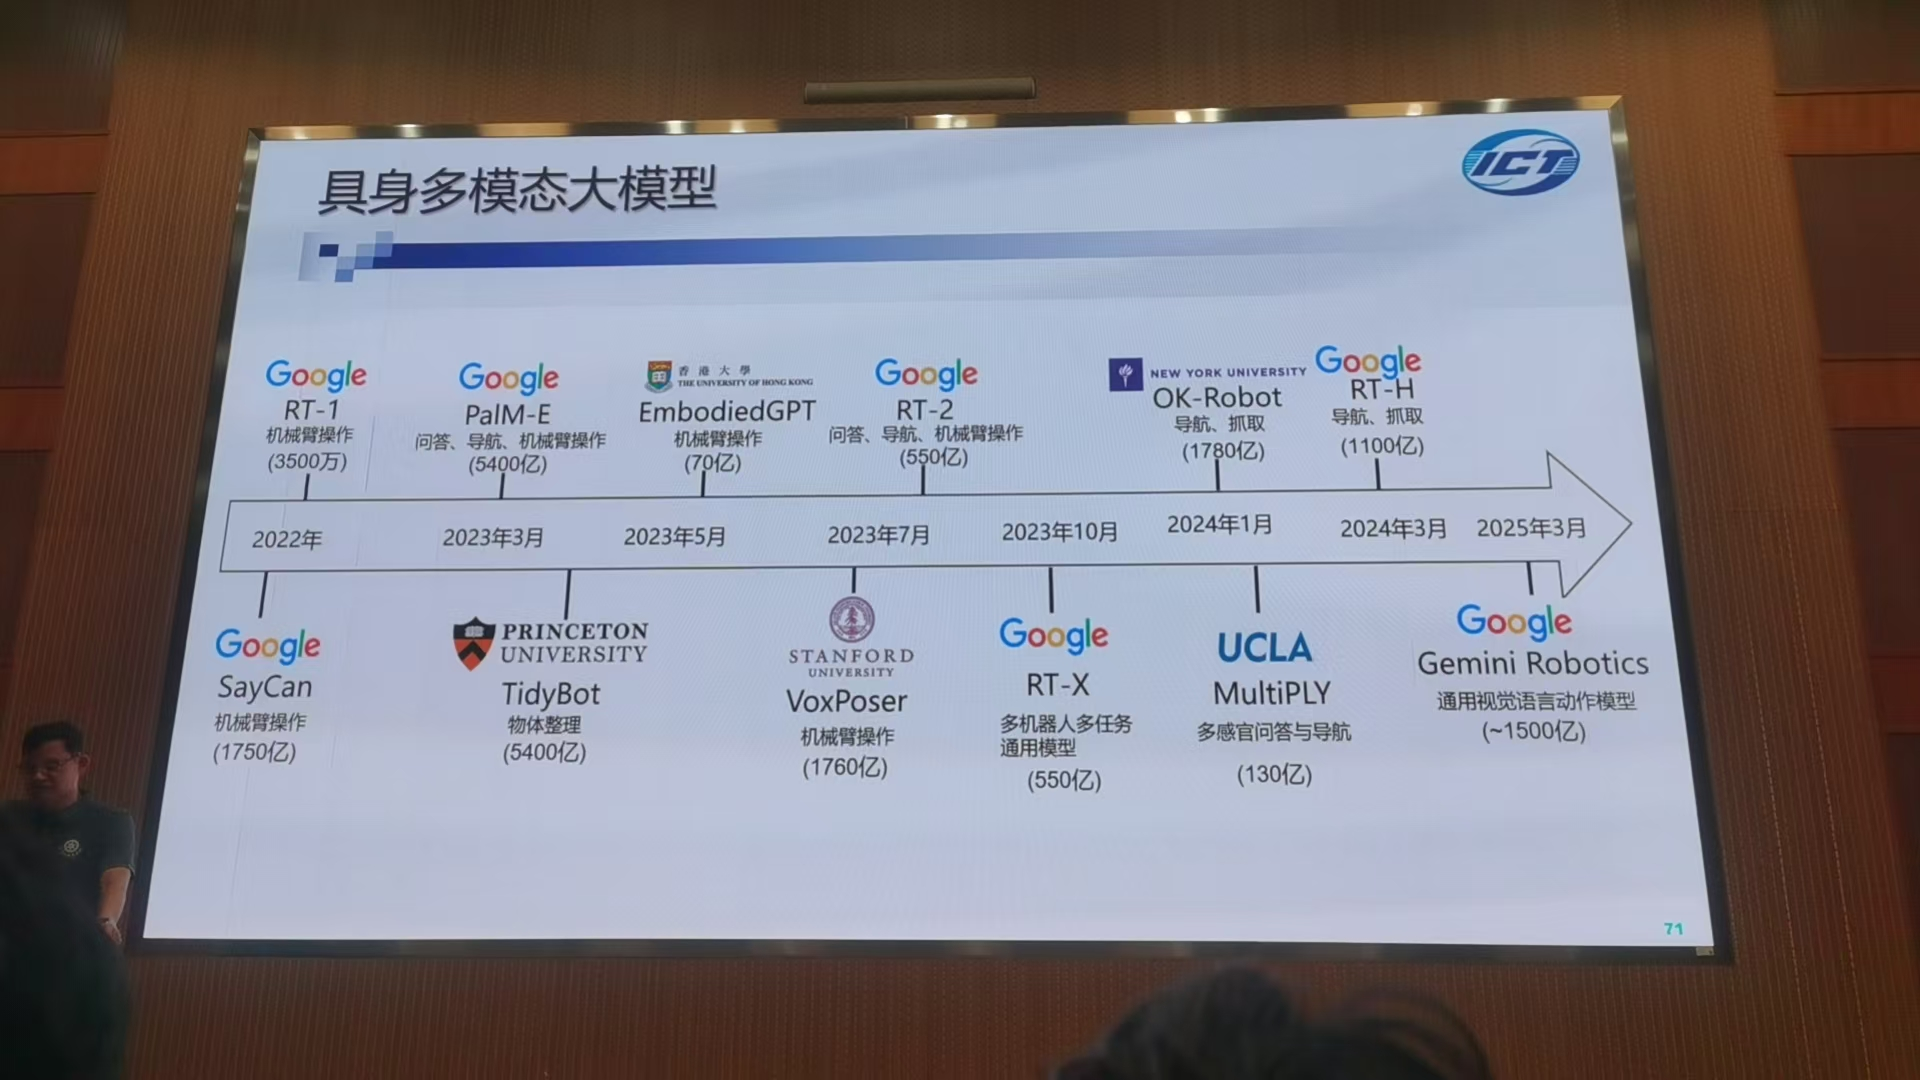 具身多模态大模型
ICT
Google
RT-1
机械臂操作
(3500万)
Google
PalM-E
问答、导航、机械臂操作
(5400亿)
香港大學
THE UNIVERSITY OF HONG KONG
EmbodiedGPT
机械臂操作
(70亿)
Google
RT-2
问答、导航、机械臂操作
(550亿)
NEW YORK UNIVERSITY
OK-Robot
导航、抓取
(1780亿)
Google
RT-H
导航、抓取
(1100亿)
2022年
2023年3月
2023年5月
2023年7月
2023年10月
2024年1月
2024年3月
2025年3月
Google
SayCan
机械臂操作
(1750亿)
PRINCETON
UNIVERSITY
TidyBot
物体整理
(5400亿)
STANFORD
UNIVERSITY
VoxPoser
机械臂操作
(1760亿)
Google
RT-X
多机器人多任务
通用模型
(550亿)
UCLA
MultiPLY
多感官问答与导航
(130亿)
Google
Gemini Robotics
通用视觉语言动作模型
(~1500亿)
71